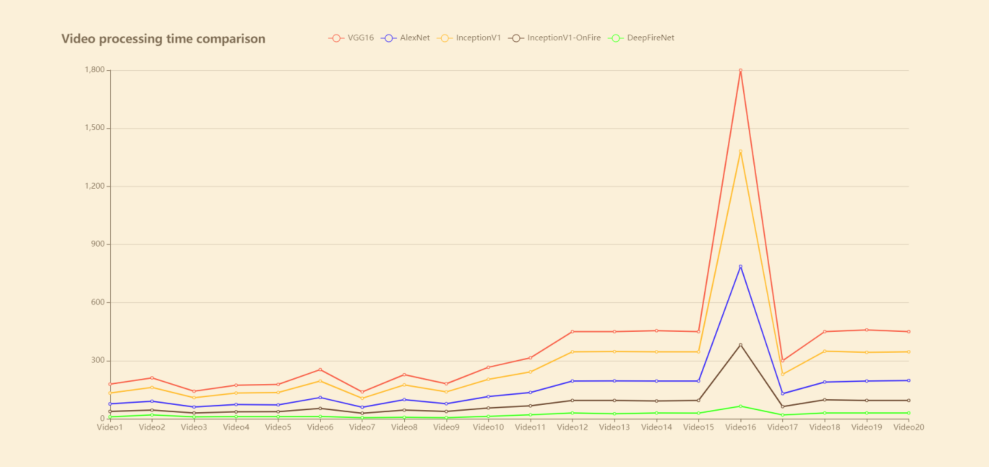 Video processing time comparison
VGG16 AlexNet InceptionV1 InceptionV1-OnFire DeepFireNet
1,800
1,500
1,200
900
600
300
0
Video1 Video2 Video3 Video4 Video5 Video6 Video7 Video8 Video9 Video10 Video11 Video12 Video13 Video14 Video15 Video16 Video17 Video18 Video19 Video20